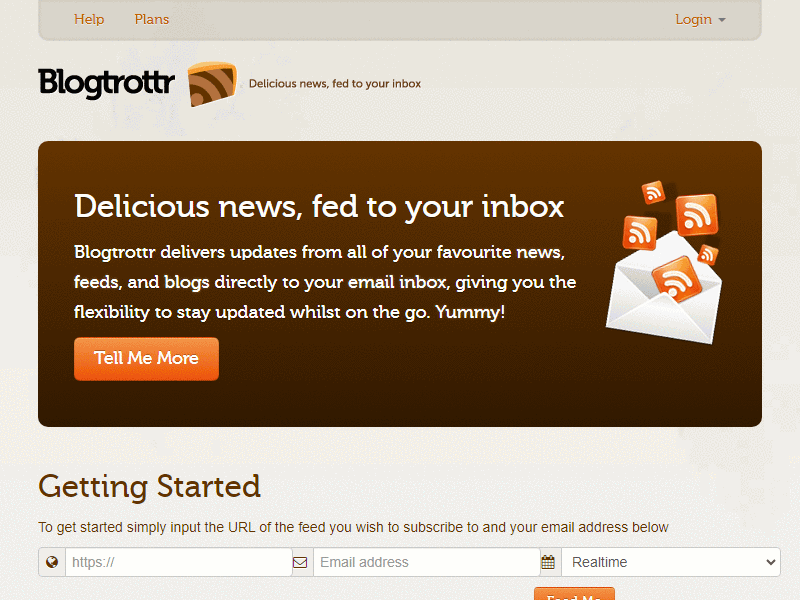 Help Plans Login
Blogtrottr Delicious news, fed to your inbox
Delicious news, fed to your inbox
Blogtrottr delivers updates from all of your favourite news,
feeds, and blogs directly to your email inbox, giving you the
flexibility to stay updated whilst on the go. Yummy!
Tell Me More
Getting Started
To get started simply input the URL of the feed you wish to subscribe to and your email address below
https:// Email address Realtime
Feed Me